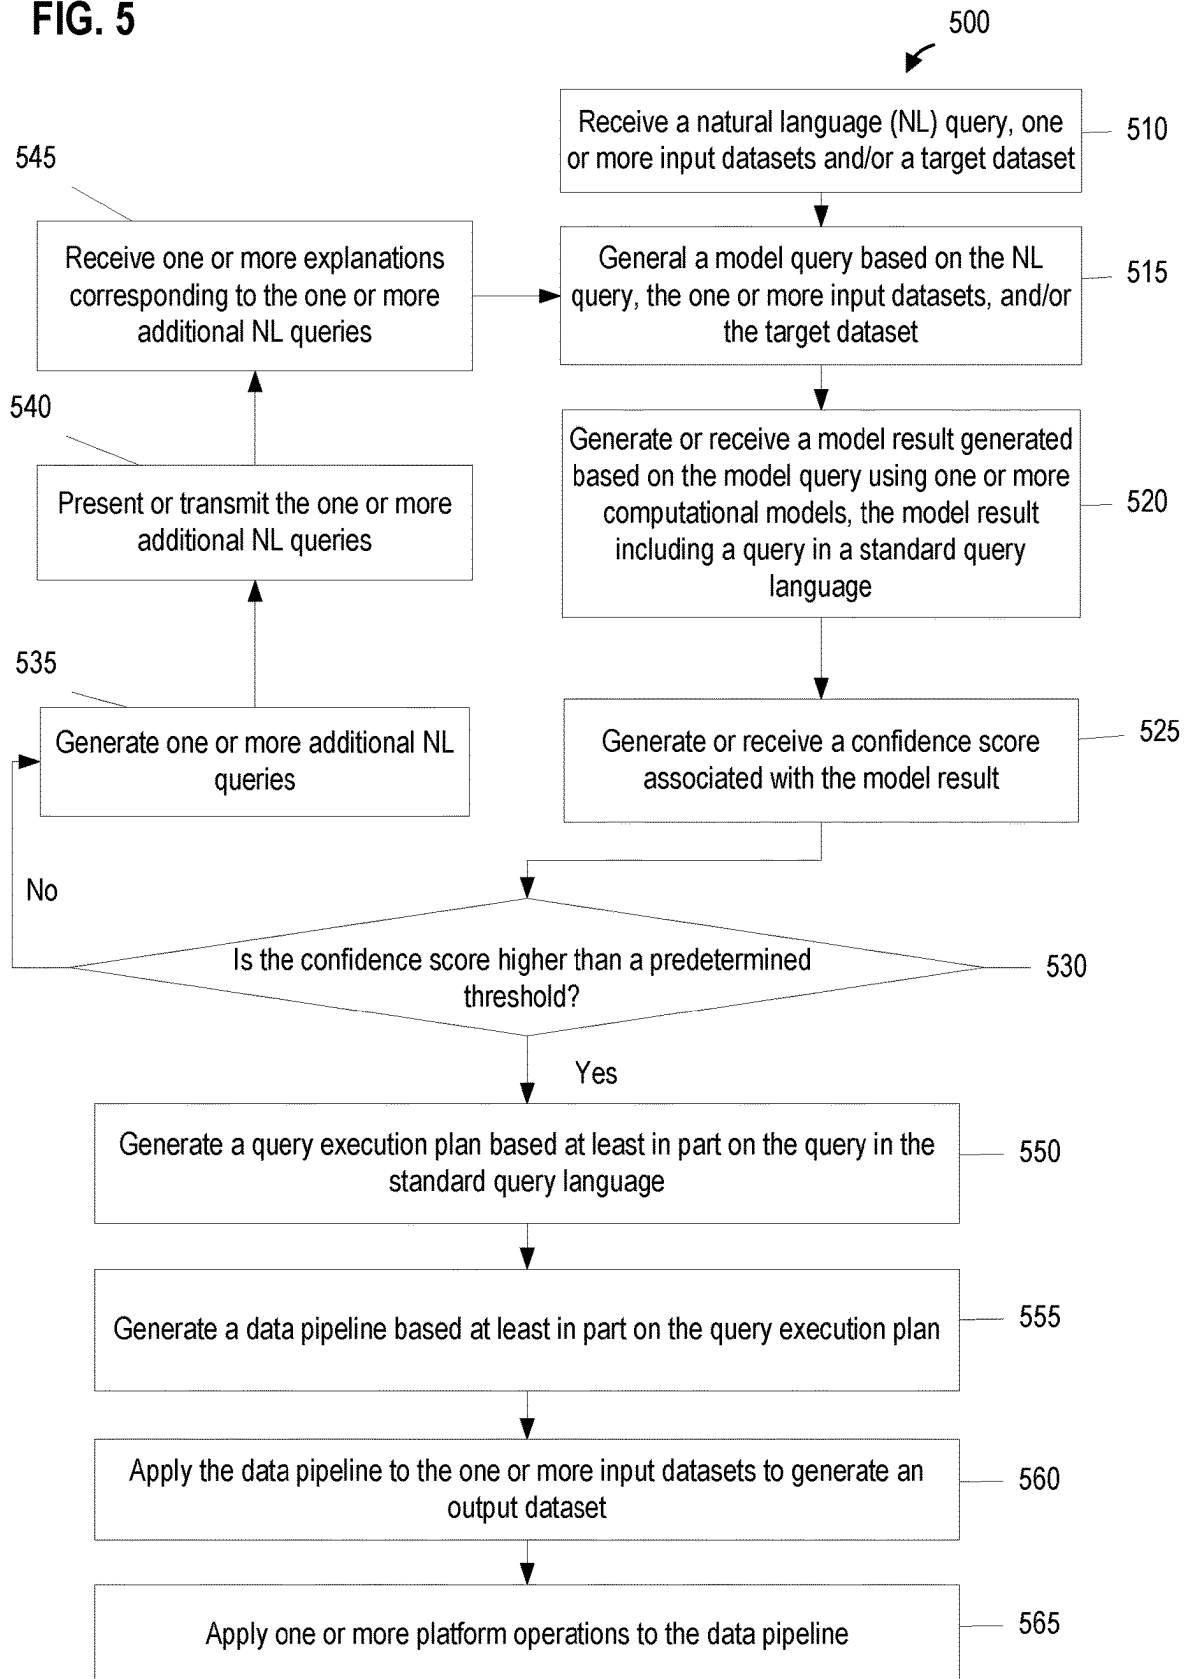 FIG. 5
500
Receive a natural language (NL) query, one
or more input datasets and/or a target dataset
510
545
Receive one or more explanations
corresponding to the one or more
additional NL queries
General a model query based on the NL
query, the one or more input datasets, and/or
the target dataset
515
540
Present or transmit the one or more
additional NL queries
Generate or receive a model result generated
based on the model query using one or more
computational models, the model result
including a query in a standard query
language
520
535
Generate one or more additional NL
queries
Generate or receive a confidence score
associated with the model result
525
No
Is the confidence score higher than a predetermined
threshold?
530
Yes
Generate a query execution plan based at least in part on the query in the
standard query language
550
Generate a data pipeline based at least in part on the query execution plan
555
Apply the data pipeline to the one or more input datasets to generate an
output dataset
560
Apply one or more platform operations to the data pipeline
565